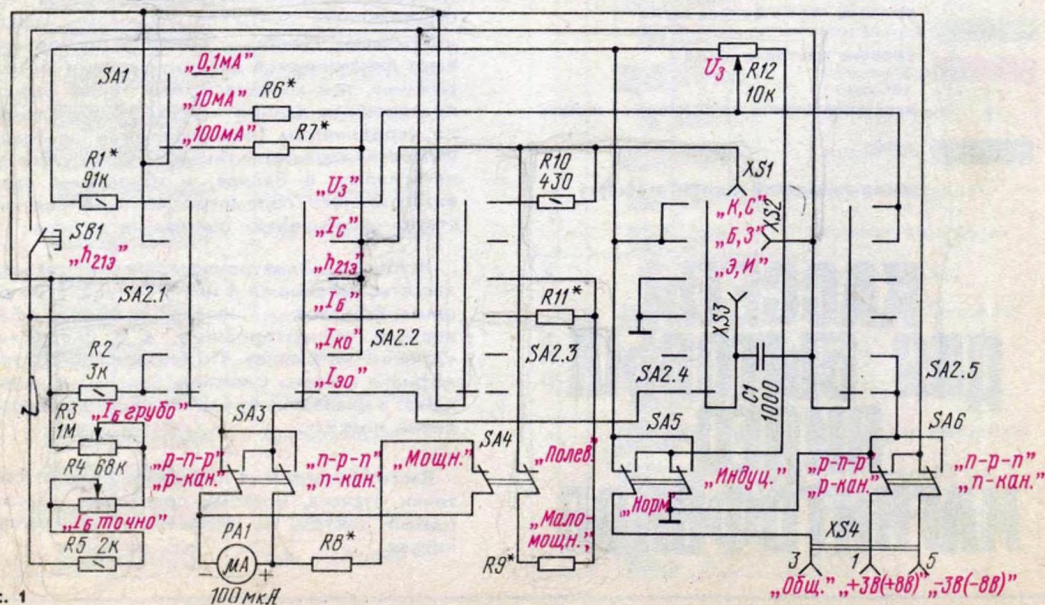 SA1
„0,1мА"
„10мА"
R6*
„100мА"
R7*
R1*
91к
SB1
„h21э"
SA2.1
„Uз"
„Iс"
„h21э"
„Iб"
„Iко"
„Iэо"
SA2.2
R10
430
R11*
SA2.3
Uз
R12
10к
XS1
„К,С"
XS2
„Б,З"
„Э,И"
XS3
SA2.4
C1
1000
SA2.5
R2
3к
R3
1М
„Iб грубо"
R4 68к
„Iб точно"
R5 2к
SA3
„р-п-р"
„р-кан."
„п-р-п"
„п-кан."
„Мощн."
PA1
- мА +
100мкА
R8*
SA4
„Полев."
„Мало-
мощн."
R9*
SA5
„Норм."
„Индуц."
„р-п-р"
„р-кан."
SA6
„п-р-п"
„п-кан."
XS4
3 1 5
„Общ." „+3В(+8В)" „-3В(-8В)"
с. 1